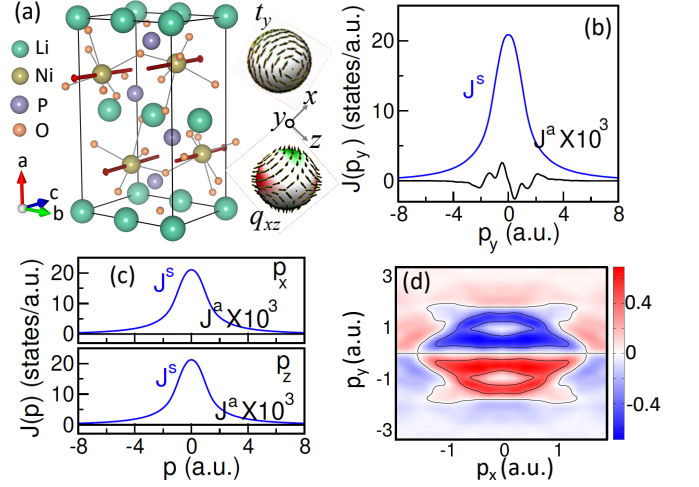 (a)
Li
Ni
P
O
a
c
b
t_y
x
y
z
q_xz
(b)
J(p_y) (states/a.u.)
20
10
0
J^s
J^a X10^3
-8
-4
0
4
8
p_y (a.u.)
(c)
J(p) (states/a.u.)
20
10
0
J^s
p_x
J^a X10^3
20
10
0
J^s
p_z
J^a X10^3
-8
-4
0
4
8
p (a.u.)
(d)
p_y (a.u.)
1
-1
-3
-1
0
1
p_x (a.u.)
0.4
0
-0.4